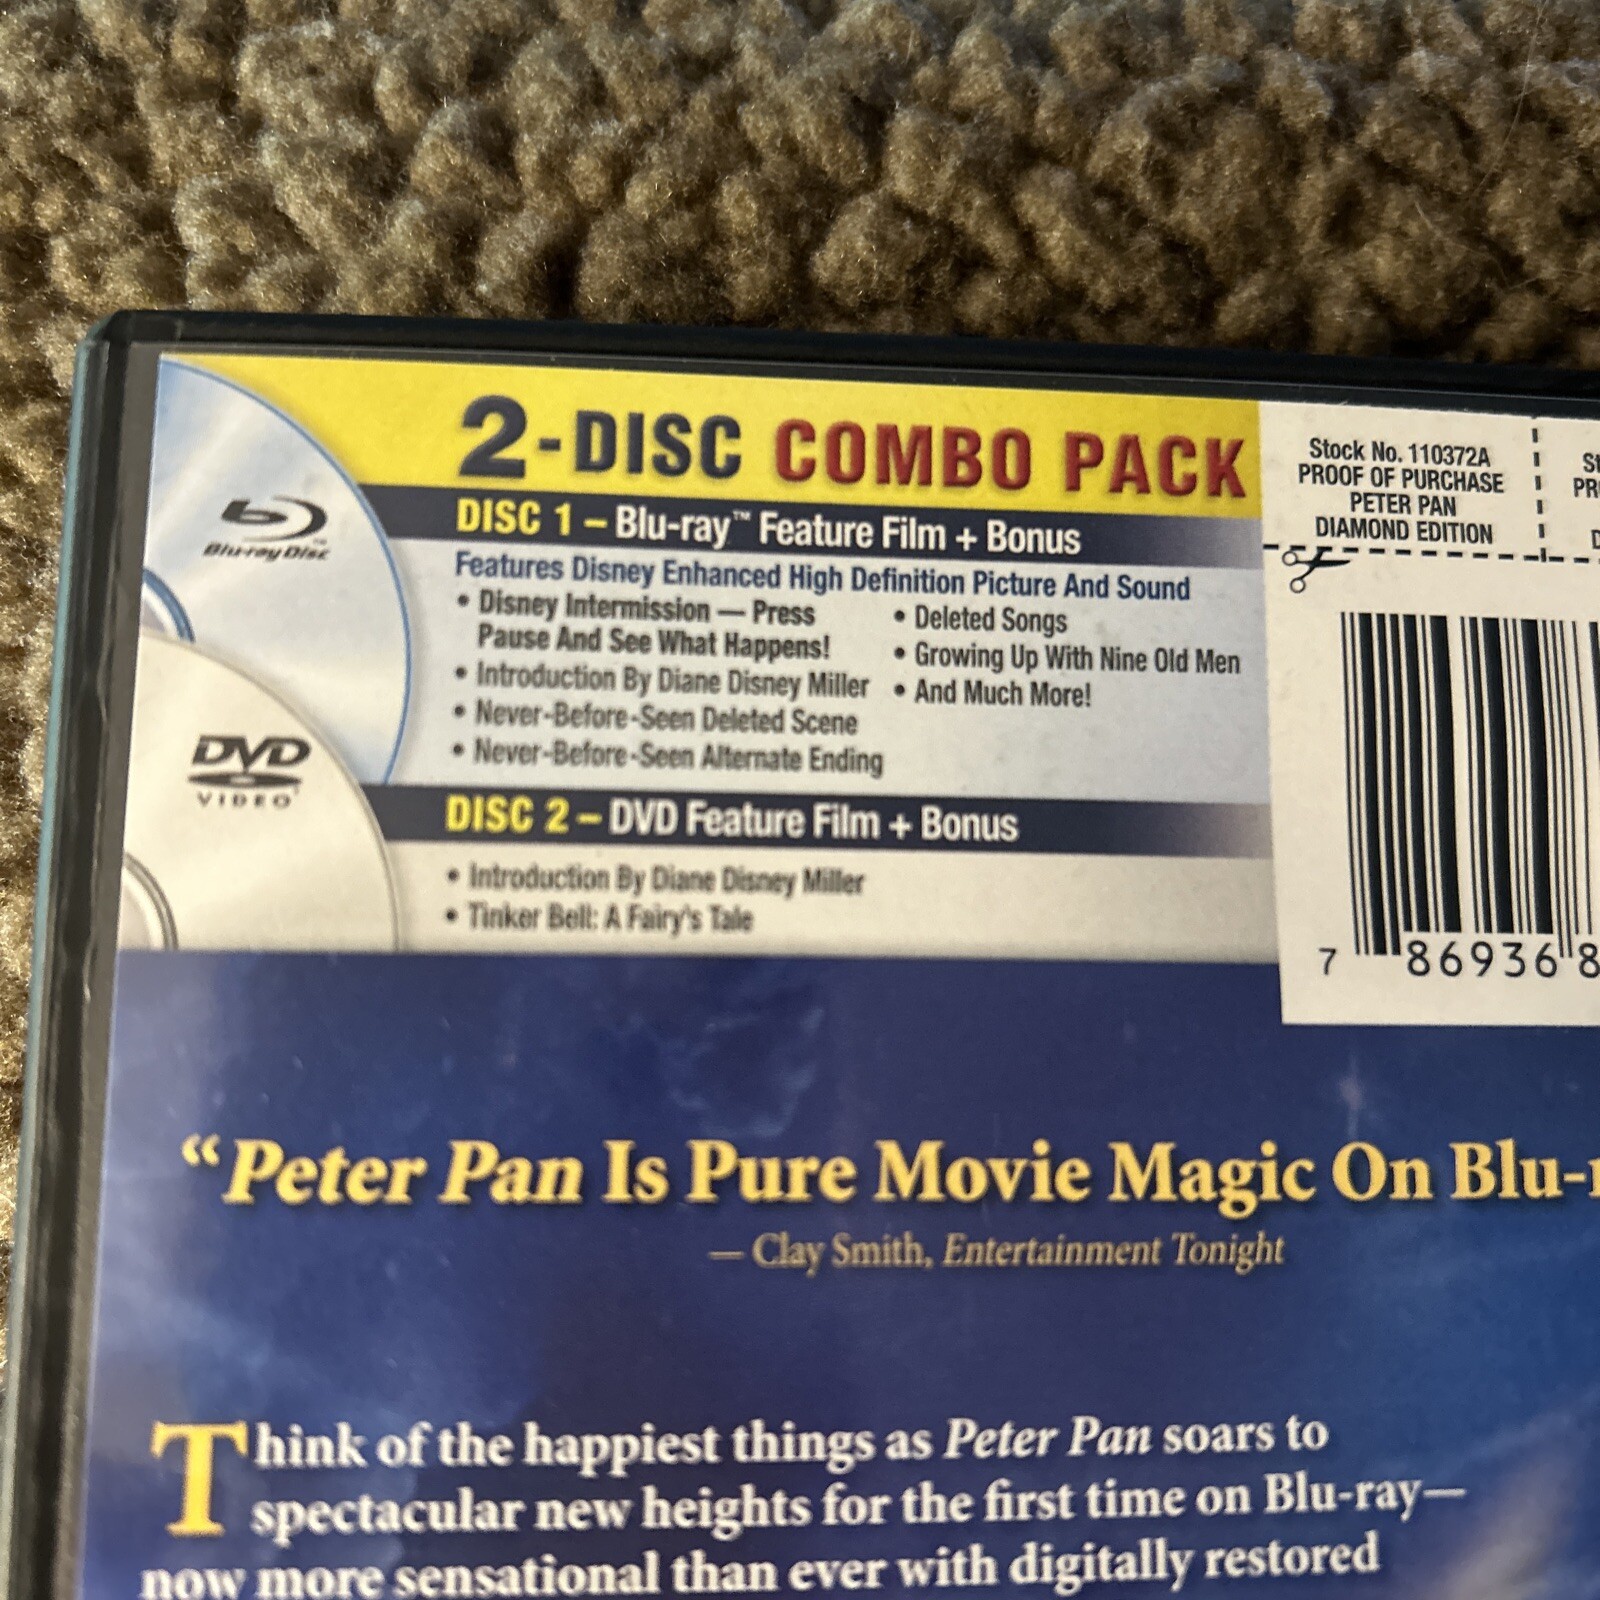 2-DISC COMBO PACK
DISC 1 – Blu-ray™ Feature Film + Bonus
Features Disney Enhanced High Definition Picture And Sound
• Disney Intermission — Press
Pause And See What Happens!
• Introduction By Diane Disney Miller
• Never-Before-Seen Deleted Scene
• Never-Before-Seen Alternate Ending
• Deleted Songs
• Growing Up With Nine Old Men
• And Much More!
Blu-ray Disc
DVD
VIDEO
DISC 2 – DVD Feature Film + Bonus
• Introduction By Diane Disney Miller
• Tinker Bell: A Fairy's Tale
Stock No. 110372A
PROOF OF PURCHASE
PETER PAN
DIAMOND EDITION
7 86936 8
“Peter Pan Is Pure Movie Magic On Blu-
— Clay Smith, Entertainment Tonight
Think of the happiest things as Peter Pan soars to
spectacular new heights for the first time on Blu-ray—
now more sensational than ever with digitally restored